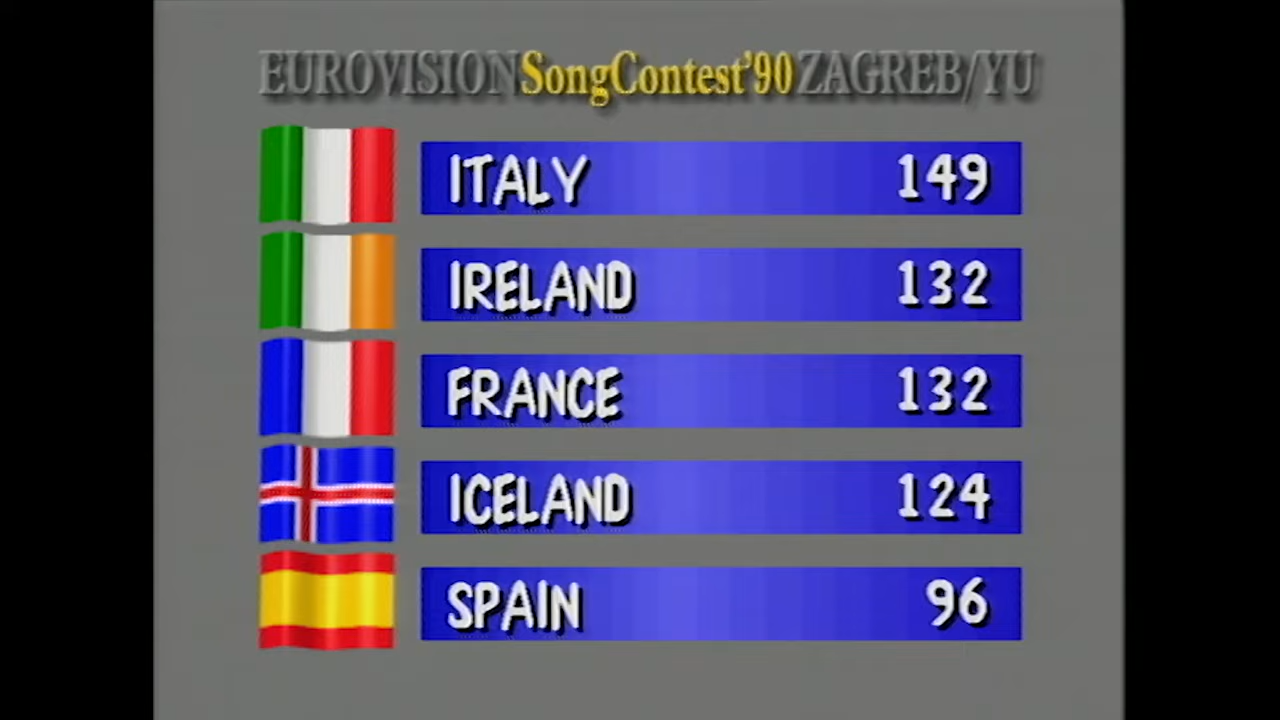 EUROVISION SongContest'90 ZAGREB/YU
ITALY 149
IRELAND 132
FRANCE 132
ICELAND 124
SPAIN 96